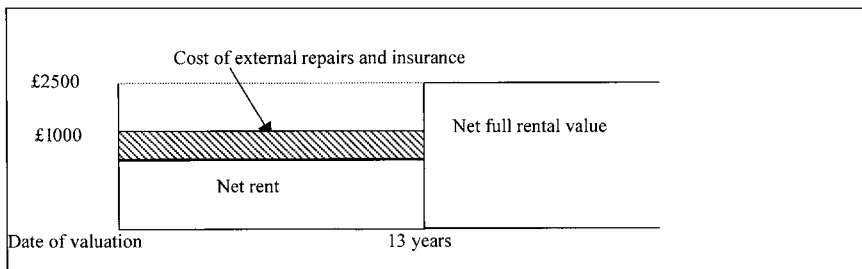 Cost of external repairs and insurance
£2500
£1000
Net full rental value
Net rent
Date of valuation
13 years